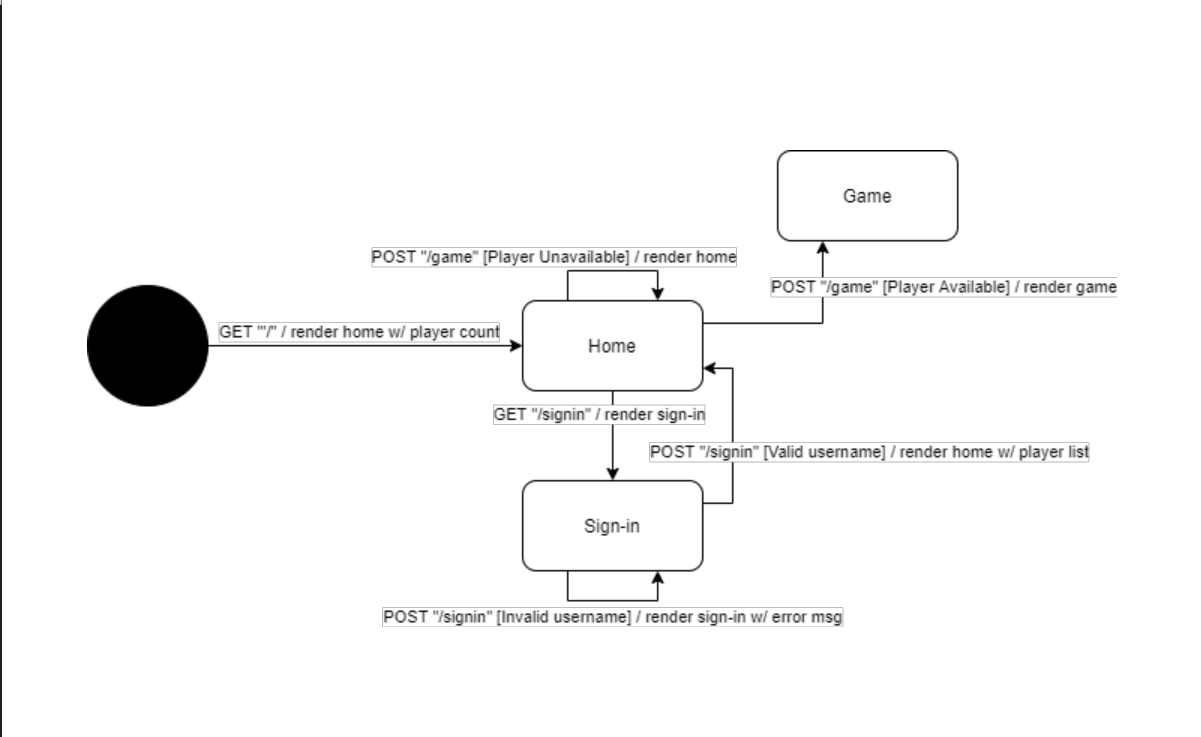 Game
POST "/game" [Player Unavailable] / render home
POST "/game" [Player Available] / render game
GET "'/" / render home w/ player count
Home
GET "/signin" / render sign-in
POST "/signin" [Valid username] / render home w/ player list
Sign-in
POST "/signin" [Invalid username] / render sign-in w/ error msg